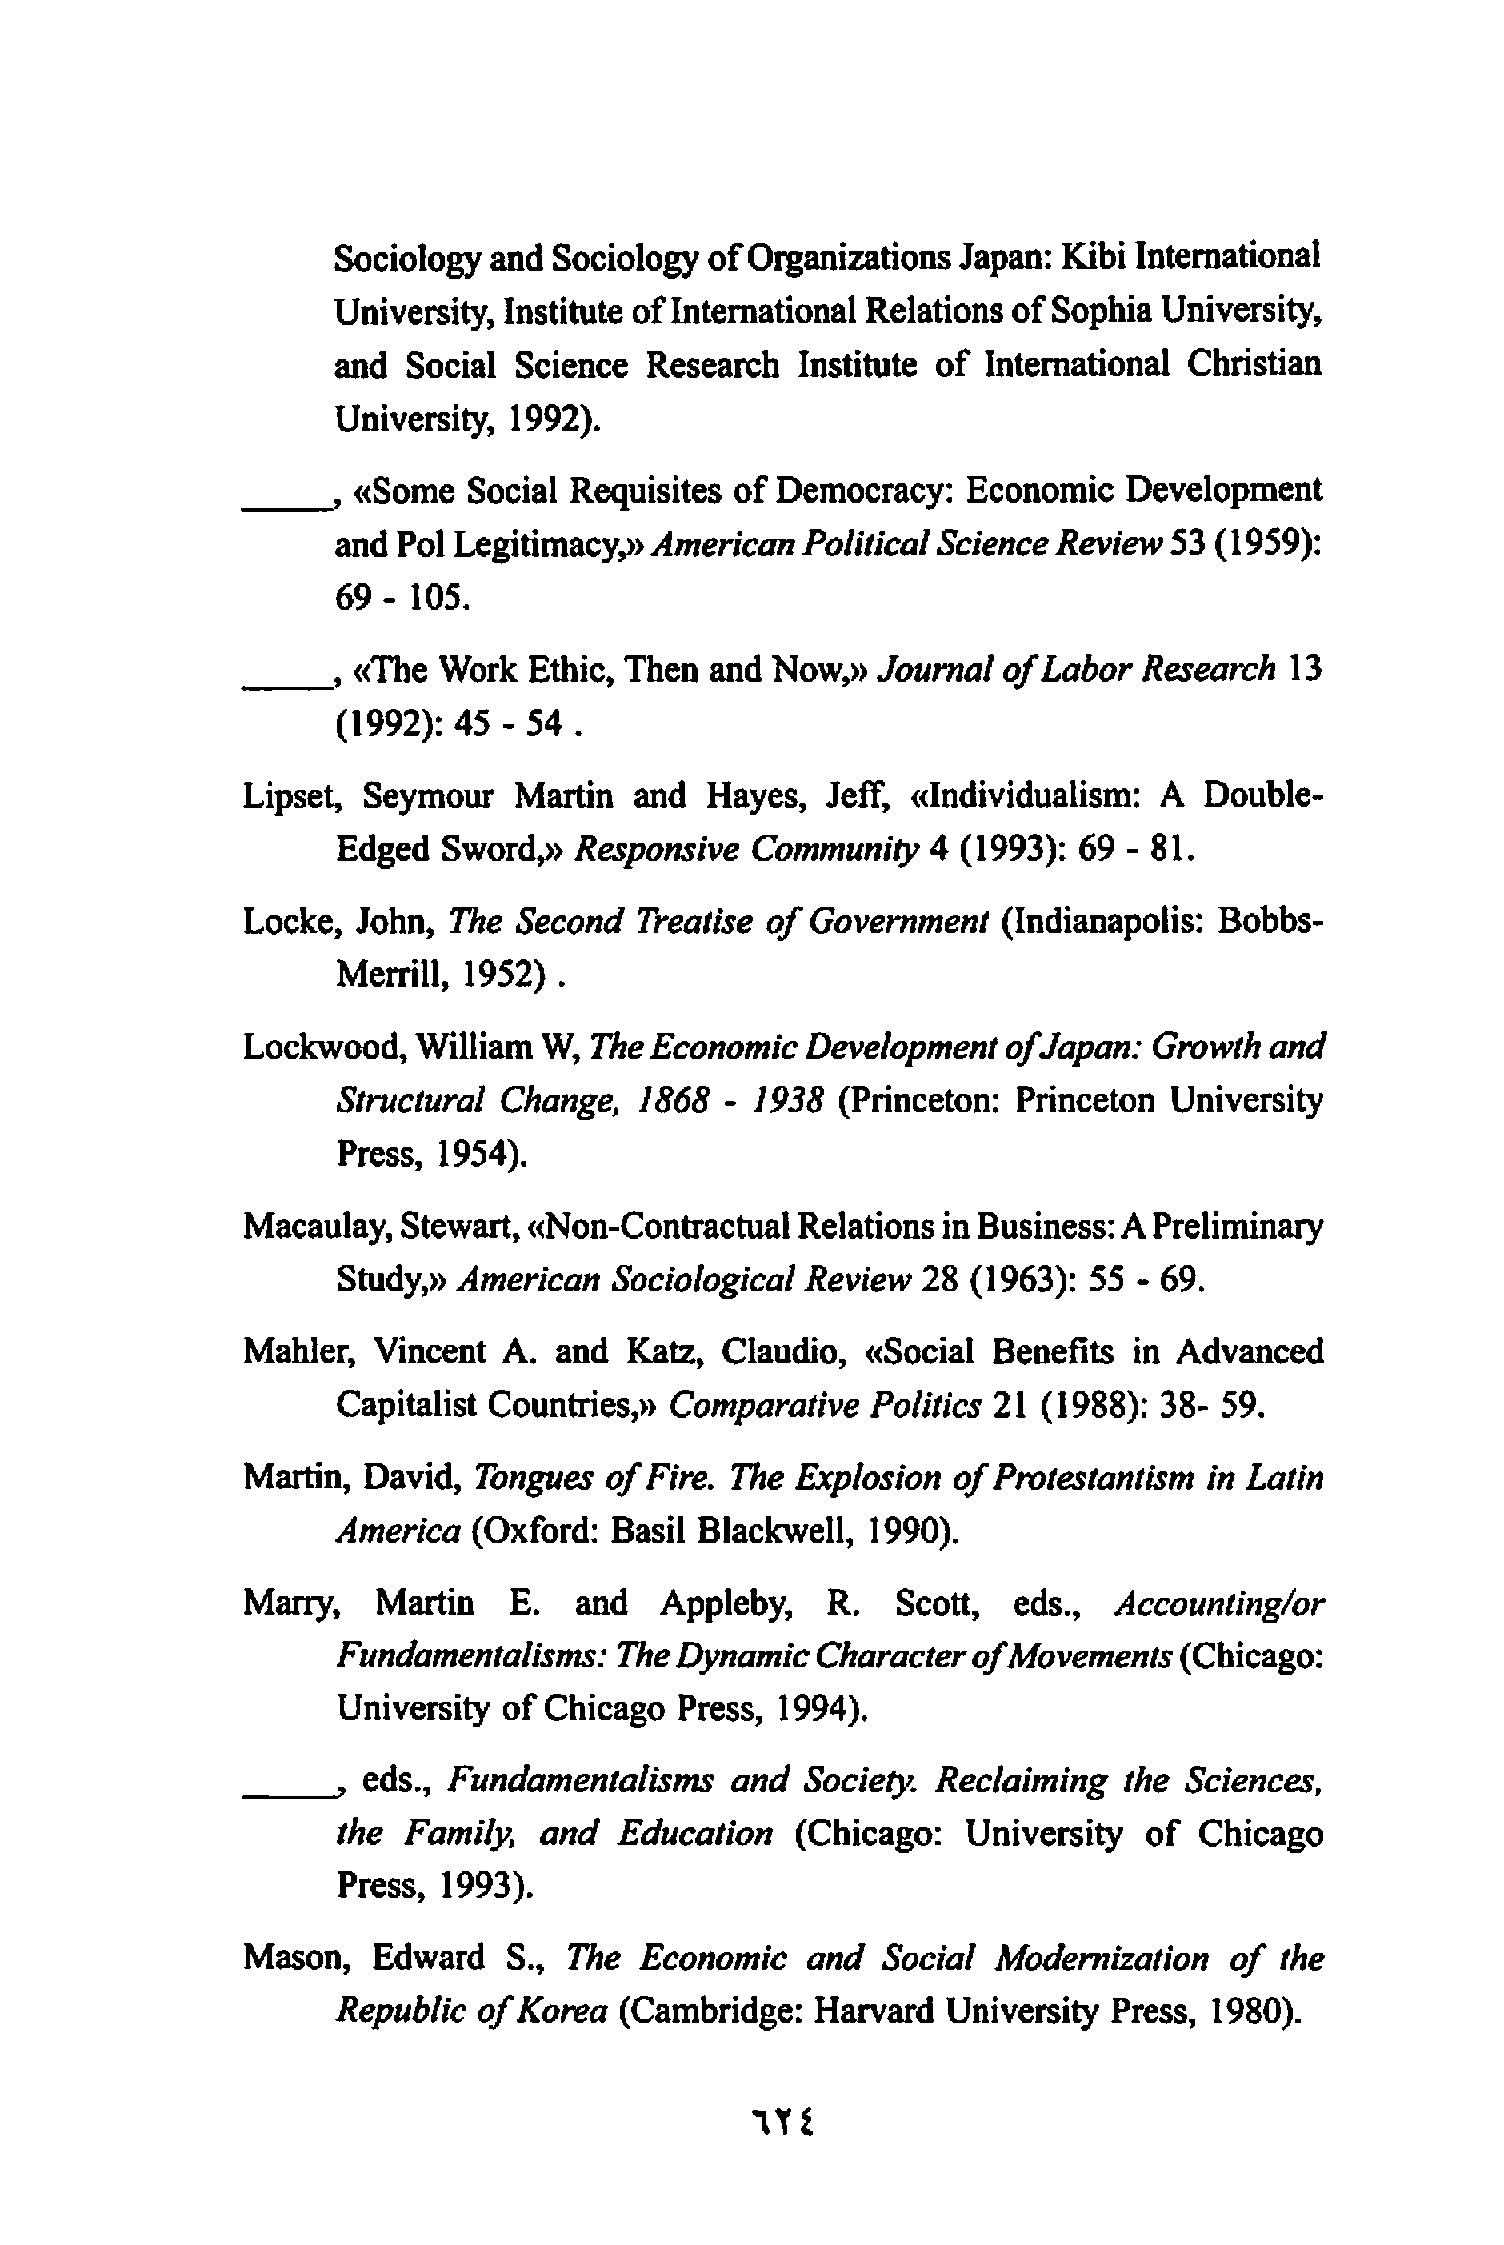 Sociology and Sociology of Organizations Japan: Kibi International
University, Institute of International Relations of Sophia University,
and Social Science Research Institute of International Christian
University, 1992).
_____, «Some Social Requisites of Democracy: Economic Development
and Pol Legitimacy,» American Political Science Review 53 (1959):
69 - 105.
_____, «The Work Ethic, Then and Now,» Journal of Labor Research 13
(1992): 45 - 54 .
Lipset, Seymour Martin and Hayes, Jeff, «Individualism: A Double-
Edged Sword,» Responsive Community 4 (1993): 69 - 81.
Locke, John, The Second Treatise of Government (Indianapolis: Bobbs-
Merrill, 1952) .
Lockwood, William W, The Economic Development of Japan: Growth and
Structural Change, 1868 - 1938 (Princeton: Princeton University
Press, 1954).
Macaulay, Stewart, «Non-Contractual Relations in Business: A Preliminary
Study,» American Sociological Review 28 (1963): 55 - 69.
Mahler, Vincent A. and Katz, Claudio, «Social Benefits in Advanced
Capitalist Countries,» Comparative Politics 21 (1988): 38- 59.
Martin, David, Tongues of Fire. The Explosion of Protestantism in Latin
America (Oxford: Basil Blackwell, 1990).
Marry, Martin E. and Appleby, R. Scott, eds., Accounting/or
Fundamentalisms: The Dynamic Character of Movements (Chicago:
University of Chicago Press, 1994).
_____, eds., Fundamentalisms and Society. Reclaiming the Sciences,
the Family, and Education (Chicago: University of Chicago
Press, 1993).
Mason, Edward S., The Economic and Social Modernization of the
Republic of Korea (Cambridge: Harvard University Press, 1980).
٦٢٤